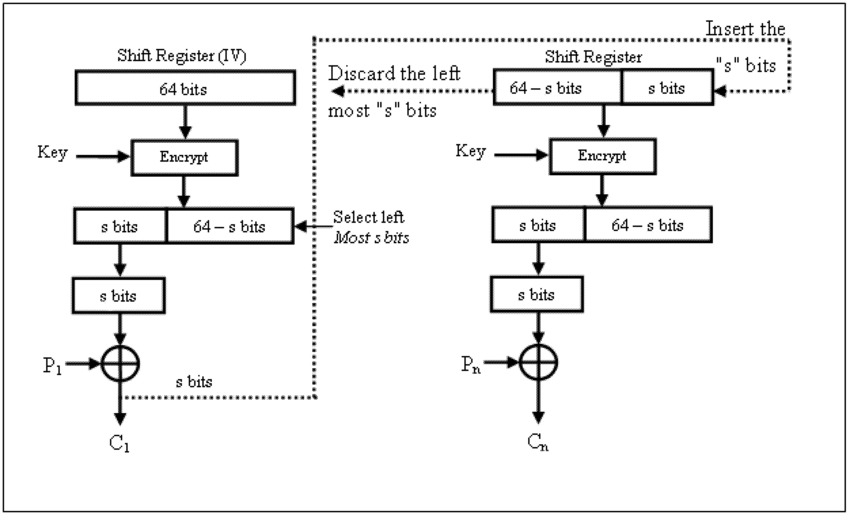 Insert the
"s" bits
Shift Register (IV)
64 bits
Key
Encrypt
s bits
64 – s bits
Select left
Most s bits
s bits
P1
s bits
C1
Discard the left
most "s" bits
Shift Register
64 – s bits
s bits
Key
Encrypt
s bits
64 – s bits
s bits
Pn
Cn